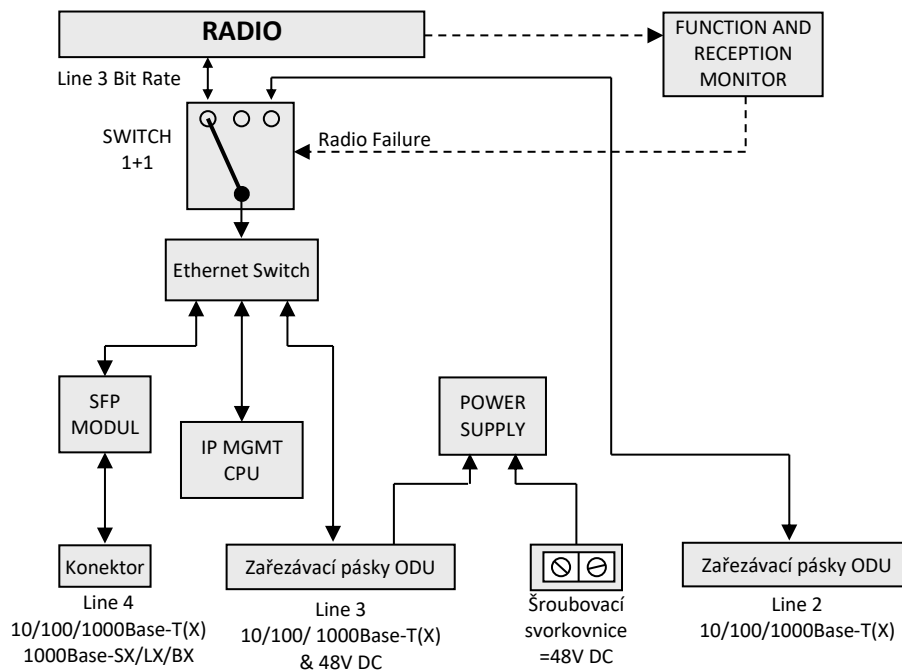 RADIO
FUNCTION AND
RECEPTION
MONITOR
Line 3 Bit Rate
SWITCH
1+1
Radio Failure
Ethernet Switch
SFP
MODUL
IP MGMT
CPU
POWER
SUPPLY
Konektor
Line 4
10/100/1000Base-T(X)
1000Base-SX/LX/BX
Zařezávací pásky ODU
Line 3
10/100/ 1000Base-T(X)
& 48V DC
Šroubovací
svorkovnice
=48V DC
Zařezávací pásky ODU
Line 2
10/100/1000Base-T(X)